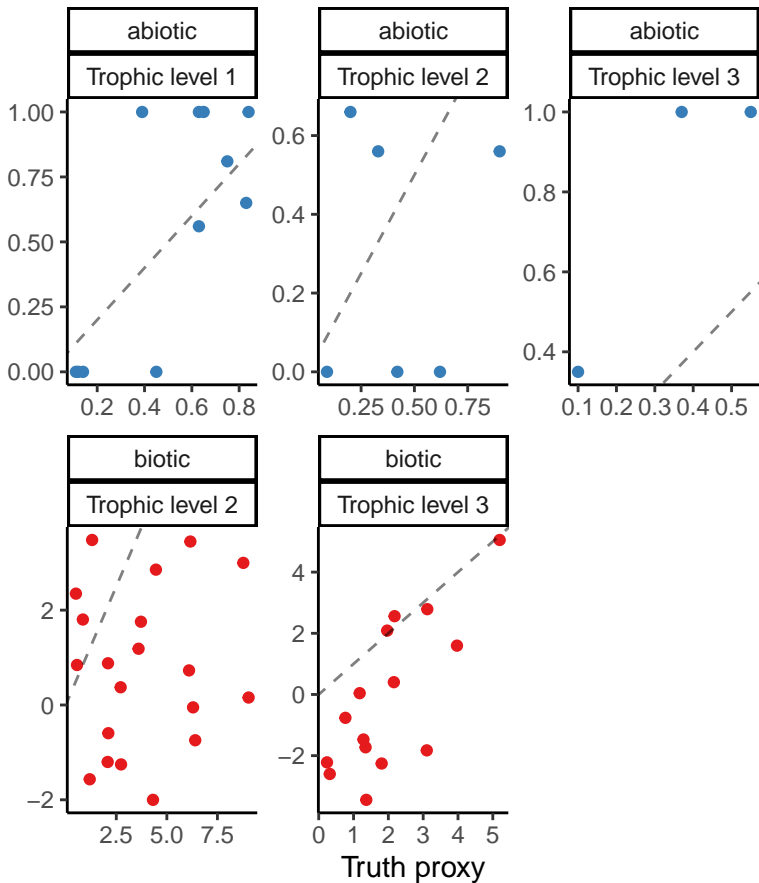 abiotic abiotic abiotic
Trophic level 1 Trophic level 2 Trophic level 3
1.00
0.75
0.50
0.25
0.00
0.2 0.4 0.6 0.8
0.6
0.4
0.2
0.0
0.25 0.50 0.75
1.0
0.8
0.6
0.4
0.1 0.2 0.3 0.4 0.5
biotic biotic
Trophic level 2 Trophic level 3
2
0
−2
2.5 5.0 7.5
4
2
0
−2
0 1 2 3 4 5
Truth proxy